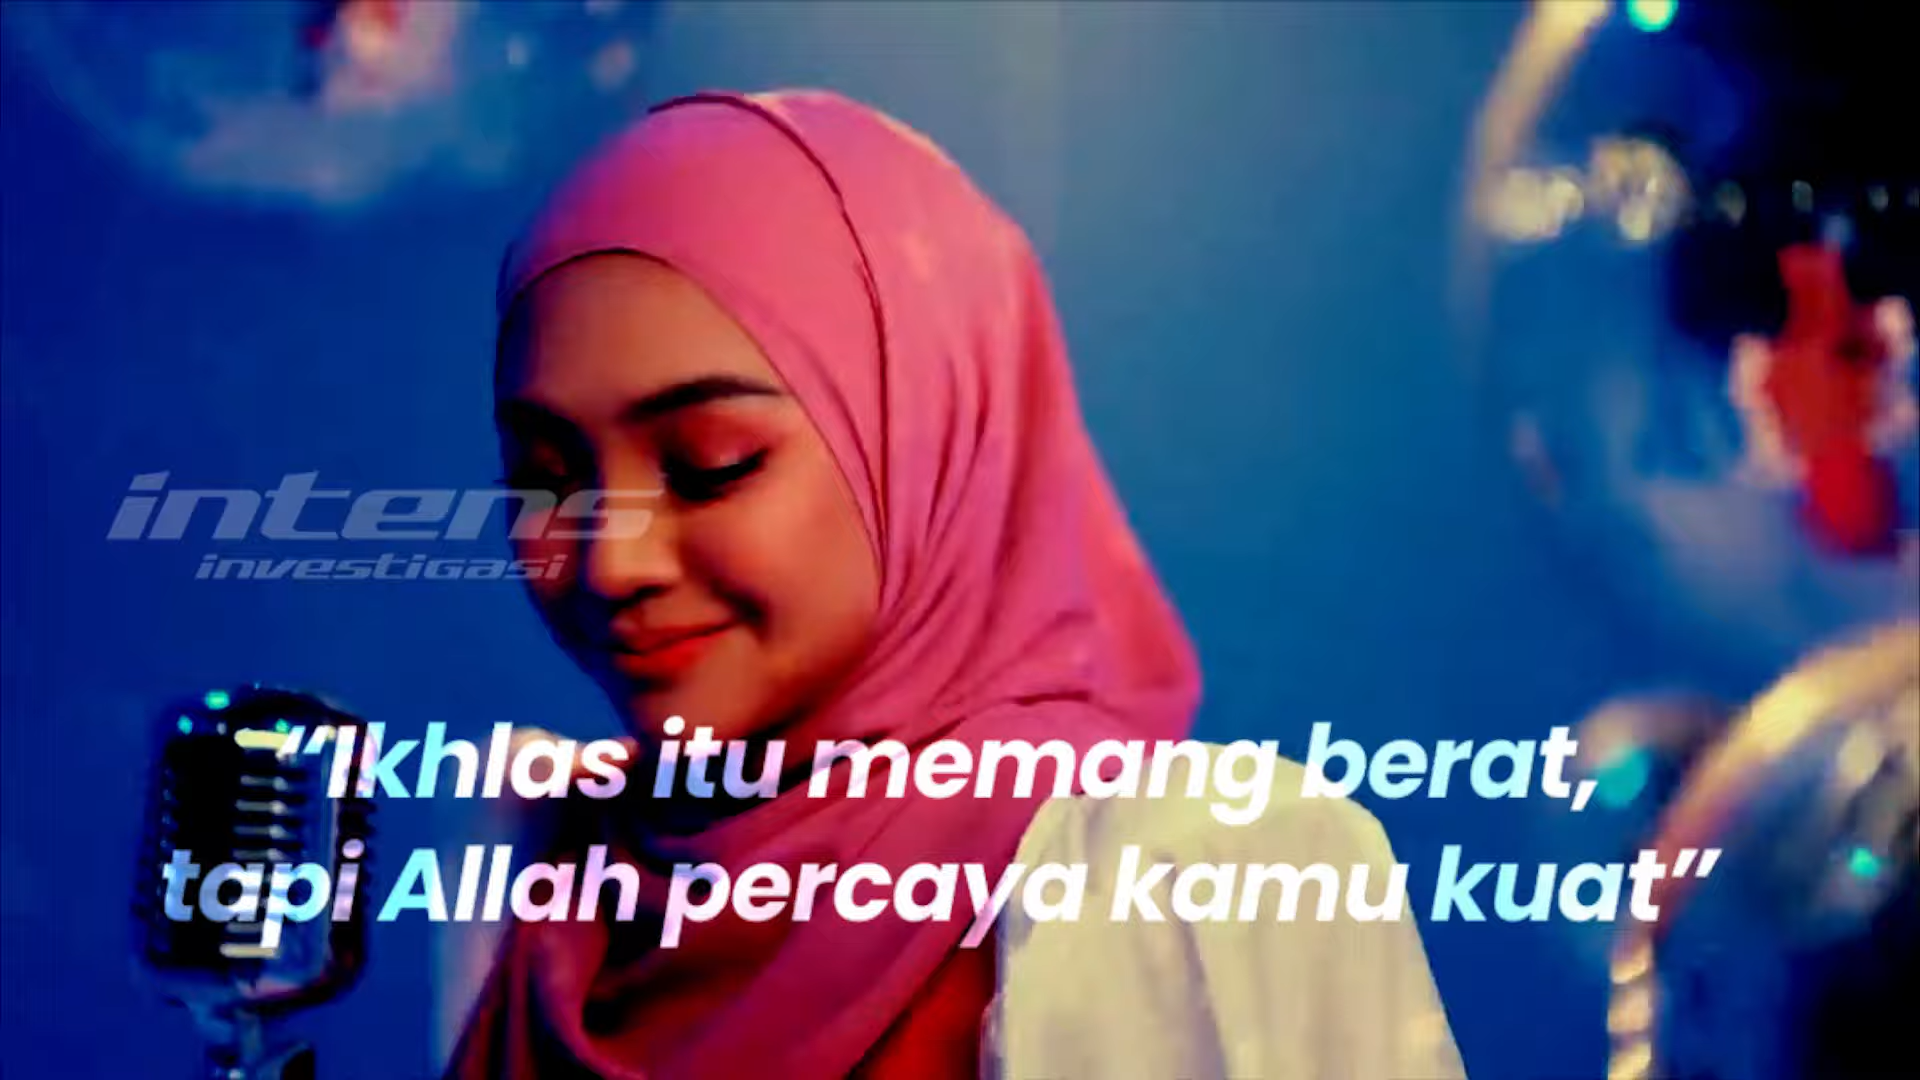 intens
investigasi
“Ikhlas itu memang berat,
tapi Allah percaya kamu kuat”